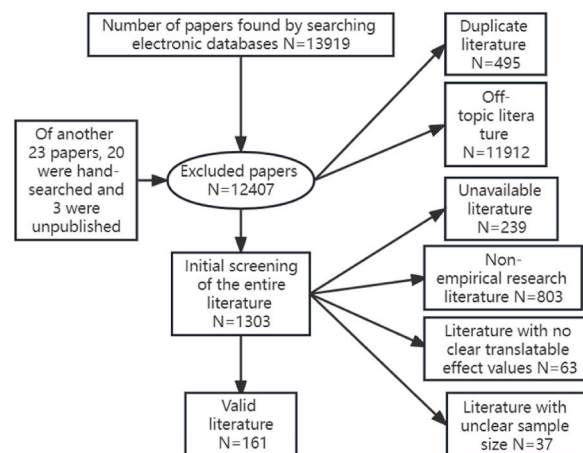 Number of papers found by searching
electronic databases N=13919
Duplicate
literature
N=495
Off-
topic litera
ture
N=11912
Of another
23 papers, 20
were hand-
searched and
3 were
unpublished
Excluded papers
N=12407
Unavailable
literature
N=239
Initial screening
of the entire
literature
N=1303
Non-
empirical research
literature N=803
Literature with no
clear translatable
effect values N=63
Valid
literature
N=161
Literature with
unclear sample
size N=37